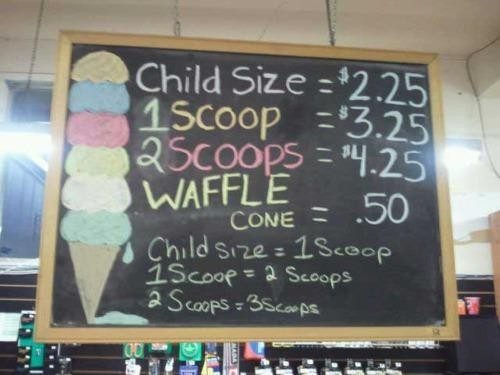 Child Size = $2.25
1 Scoop = $3.25
2 Scoops = $4.25
WAFFLE
CONE = .50
Child size = 1 Scoop
1 Scoop = 2 Scoops
2 Scoops = 3 Scoops